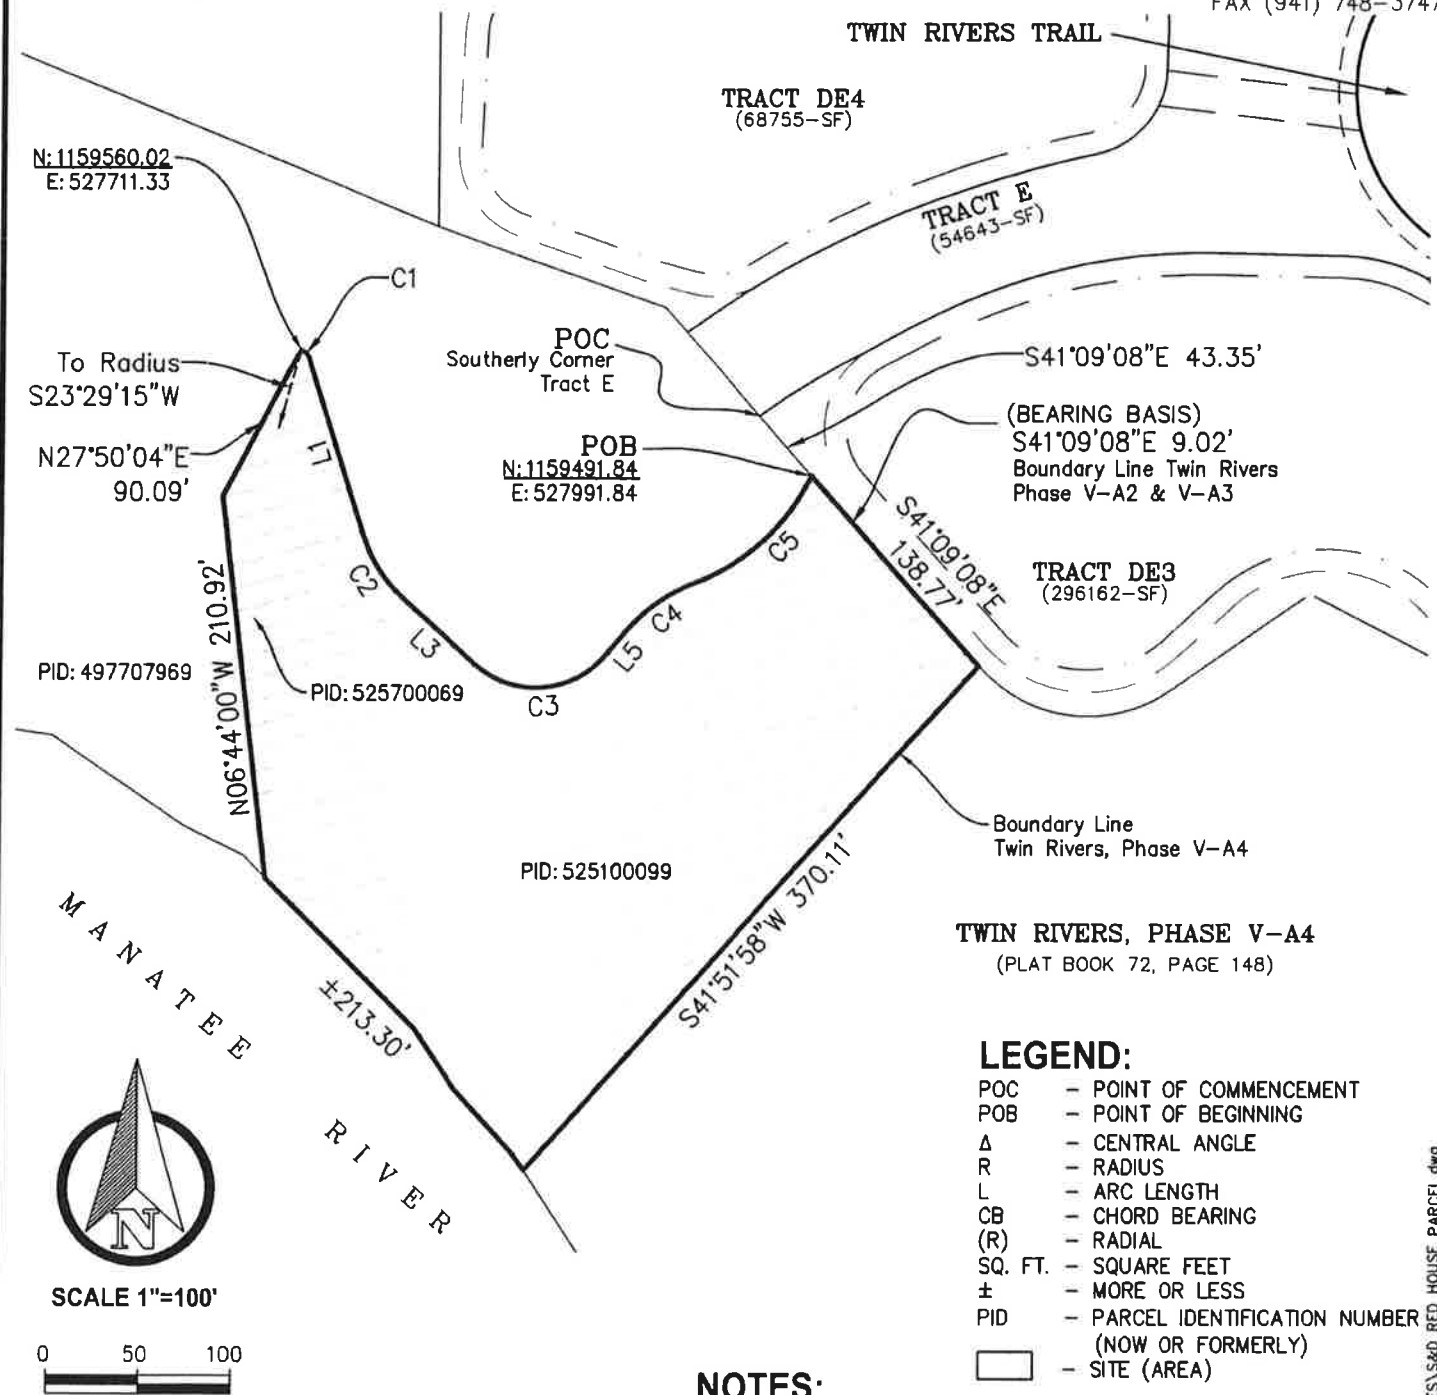 FAX (941) 748-3747
TWIN RIVERS TRAIL
TRACT DE4
(68755-SF)
N: 1159560.02
E: 527711.33
TRACT E
(54643-SF)
C1
POC
Southerly Corner
Tract E
To Radius
S23°29'15"W
S41°09'08"E 43.35'
(BEARING BASIS)
S41°09'08"E 9.02'
Boundary Line Twin Rivers
Phase V-A2 & V-A3
N27°50'04"E
90.09'
L1
POB
N: 1159491.84
E: 527991.84
S41°09'08"E
138.77'
C5
TRACT DE3
(296162-SF)
C2
C4
L3
L5
C3
N06°44'00"W 210.92'
PID: 497707969
PID: 525700069
Boundary Line
Twin Rivers, Phase V-A4
PID: 525100099
S41°51'58"W 370.11'
TWIN RIVERS, PHASE V-A4
(PLAT BOOK 72, PAGE 148)
±213.30'
MANATEE
RIVER
N
SCALE 1"=100'
0 50 100
LEGEND:
POC - POINT OF COMMENCEMENT
POB - POINT OF BEGINNING
Δ - CENTRAL ANGLE
R - RADIUS
L - ARC LENGTH
CB - CHORD BEARING
(R) - RADIAL
SQ. FT. - SQUARE FEET
± - MORE OR LESS
PID - PARCEL IDENTIFICATION NUMBER
(NOW OR FORMERLY)
- SITE (AREA)
NOTES:
S&D RED HOUSE PARCEL.dwg